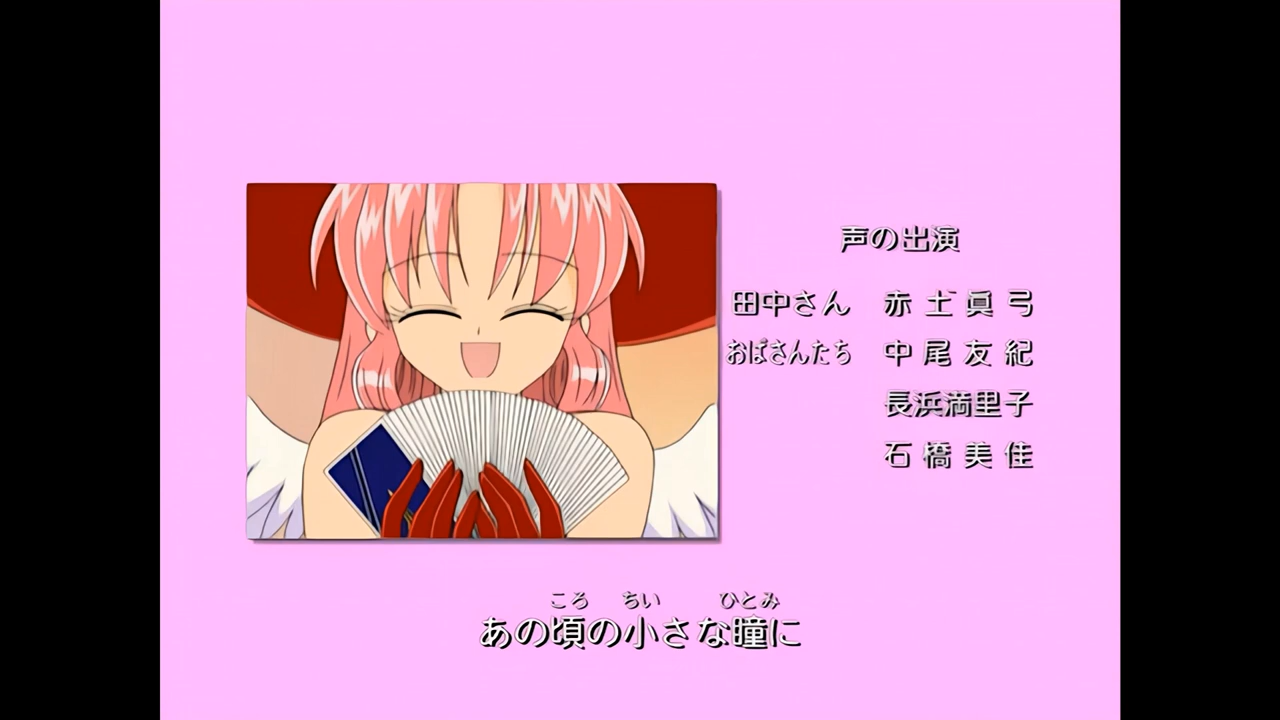 声の出演
田中さん 赤土眞弓
おばさんたち 中尾友紀
長浜満里子
石橋美佳
ころ ちい ひとみ
あの頃の小さな瞳に